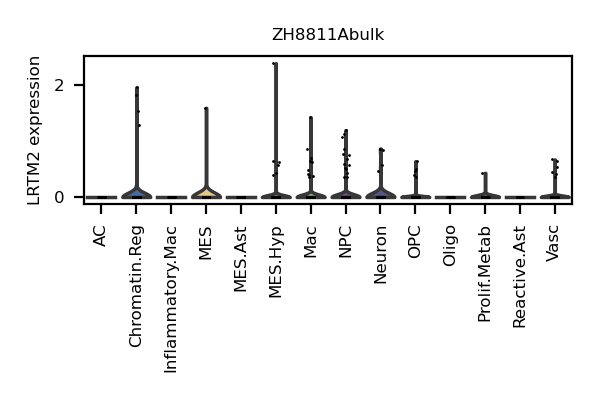 ZH8811Abulk
LRTM2 expression
2
0
AC
Chromatin.Reg
Inflammatory.Mac
MES
MES.Ast
MES.Hyp
Mac
NPC
Neuron
OPC
Oligo
Prolif.Metab
Reactive.Ast
Vasc